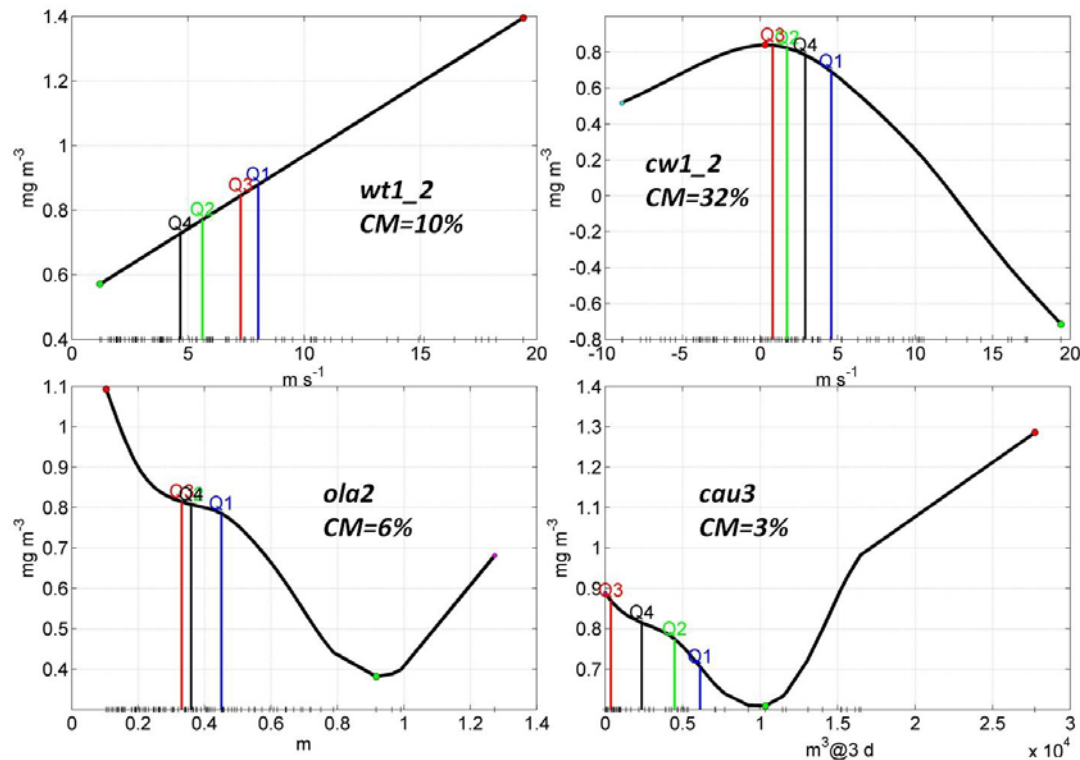 1.4
1.2
1
0.8
0.6
0.4
mg m-3
Q4
Q2
Q3
Q1
wt1_2
CM=10%
0
5
10
15
20
m s-1
0.8
0.6
0.4
0.2
0
-0.2
-0.4
-0.6
-0.8
mg m-3
Q3
Q2
Q4
Q1
cw1_2
CM=32%
-10
-5
0
5
10
15
20
m s-1
1.1
1
0.9
0.8
0.7
0.6
0.5
0.4
mg m-3
Q3
Q4
Q1
ola2
CM=6%
0
0.2
0.4
0.6
0.8
1
1.2
1.4
m
1.4
1.3
1.2
1.1
1
0.9
0.8
0.7
mg m-3
Q3
Q4
Q2
Q1
cau3
CM=3%
0
0.5
1
1.5
2
2.5
3
m3@3 d
x 10^4